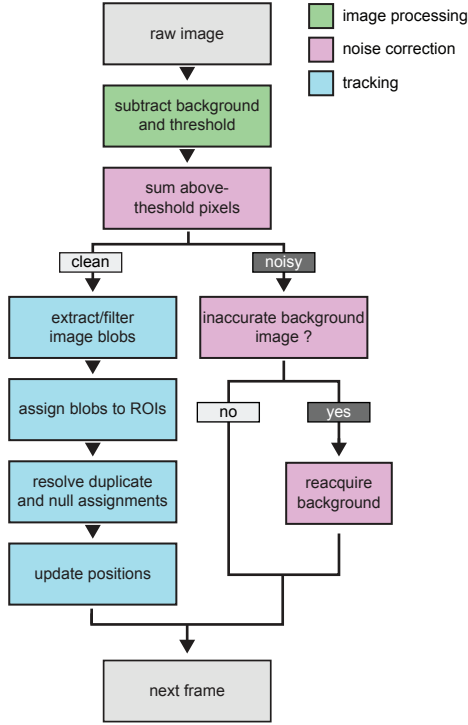 raw image
image processing
noise correction
tracking
subtract background
and threshold
sum above-
theshold pixels
clean
noisy
extract/filter
image blobs
inaccurate background
image ?
assign blobs to ROIs
no
yes
resolve duplicate
and null assignments
reacquire
background
update positions
next frame